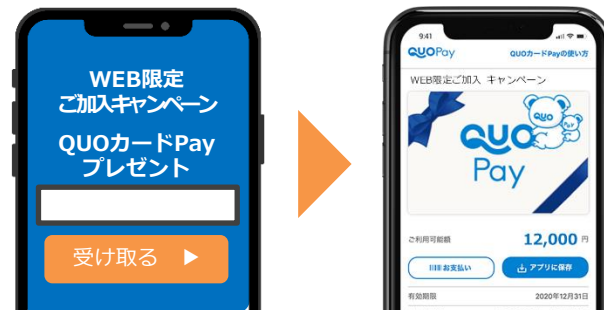 WEB限定
ご加入キャンペーン
QUOカードPay
プレゼント
受け取る ▶
9:41
QUOPay
QUOカードPayの使い方
WEB限定ご加入 キャンペーン
QUO
QUO
Pay
ご利用可能額
12,000 円
お支払い
アプリに保存
有効期限
2020年12月31日